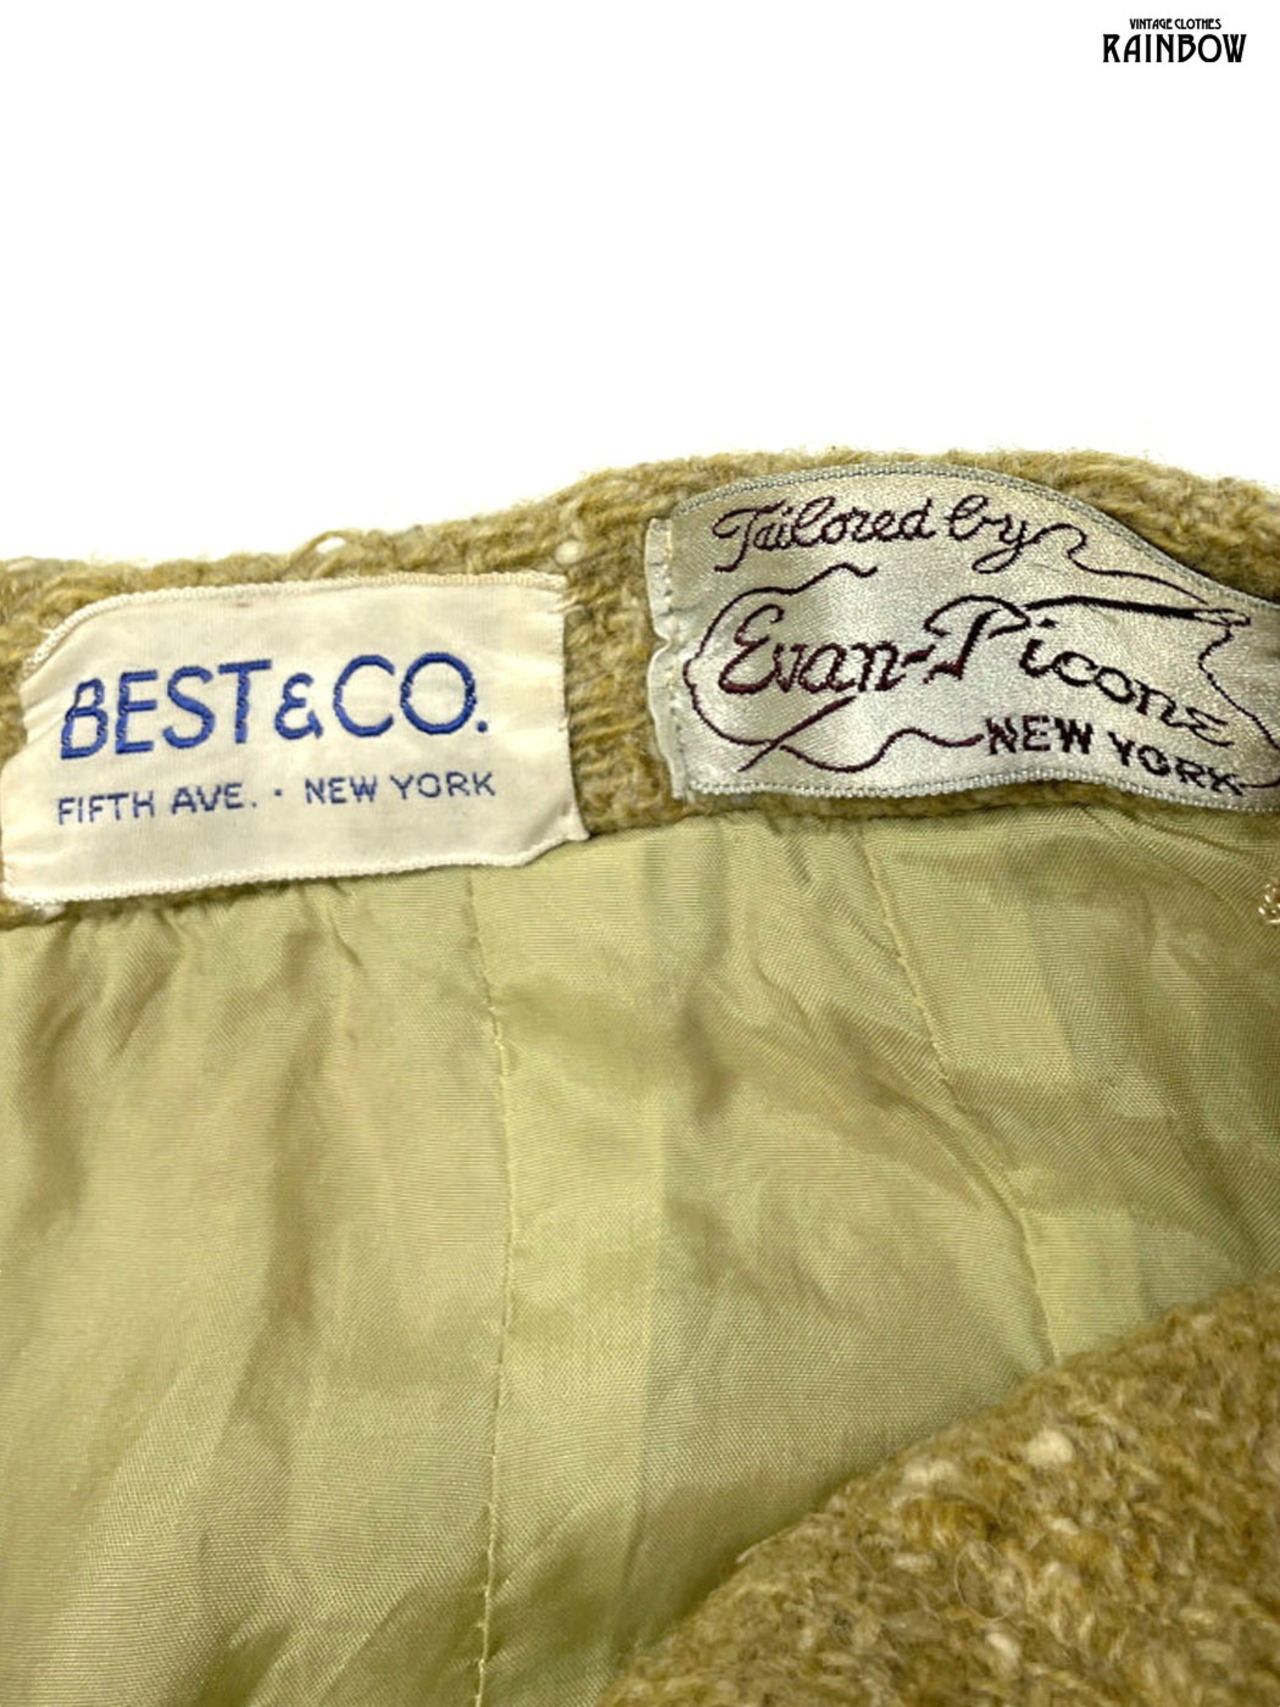 VINTAGE CLOTHES
RAINBOW
BEST & CO.
FIFTH AVE. · NEW YORK
Tailored by
Evan-Picone
NEW YORK